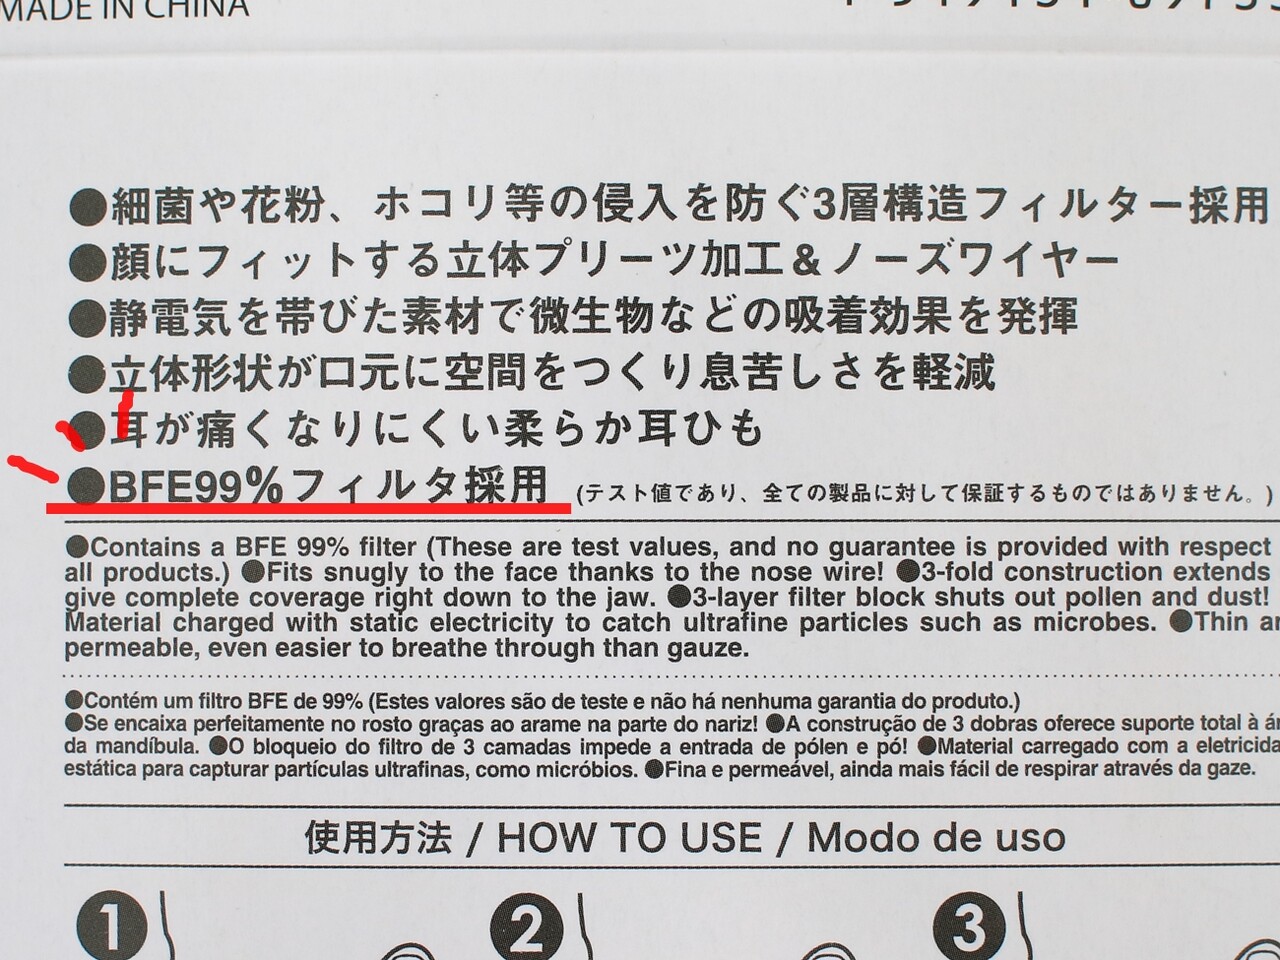 MADE IN CHINA
●細菌や花粉、ホコリ等の侵入を防ぐ3層構造フィルター採用
●顔にフィットする立体プリーツ加工&ノーズワイヤー
●静電気を帯びた素材で微生物などの吸着効果を発揮
●立体形状が口元に空間をつくり息苦しさを軽減
●耳が痛くなりにくい柔らか耳ひも
●BFE99%フィルタ採用 (テスト値であり、全ての製品に対して保証するものではありません。)
●Contains a BFE 99% filter (These are test values, and no guarantee is provided with respect
all products.) ●Fits snugly to the face thanks to the nose wire! ●3-fold construction extends
give complete coverage right down to the jaw. ●3-layer filter block shuts out pollen and dust!
Material charged with static electricity to catch ultrafine particles such as microbes. ●Thin
permeable, even easier to breathe through than gauze.
●Contém um filtro BFE de 99% (Estes valores são de teste e não há nenhuma garantia do produto.)
●Se encaixa perfeitamente no rosto graças ao arame na parte do nariz! ●A construção de 3 dobras oferece suporte total à
da mandíbula. ●O bloqueio do filtro de 3 camadas impede a entrada de pólen e pó! ●Material carregado com a
estática para capturar partículas ultrafinas, como micróbios. ●Fina e permeável, ainda mais fácil de respirar através da gaze.
使用方法 / HOW TO USE / Modo de uso
1 2 3